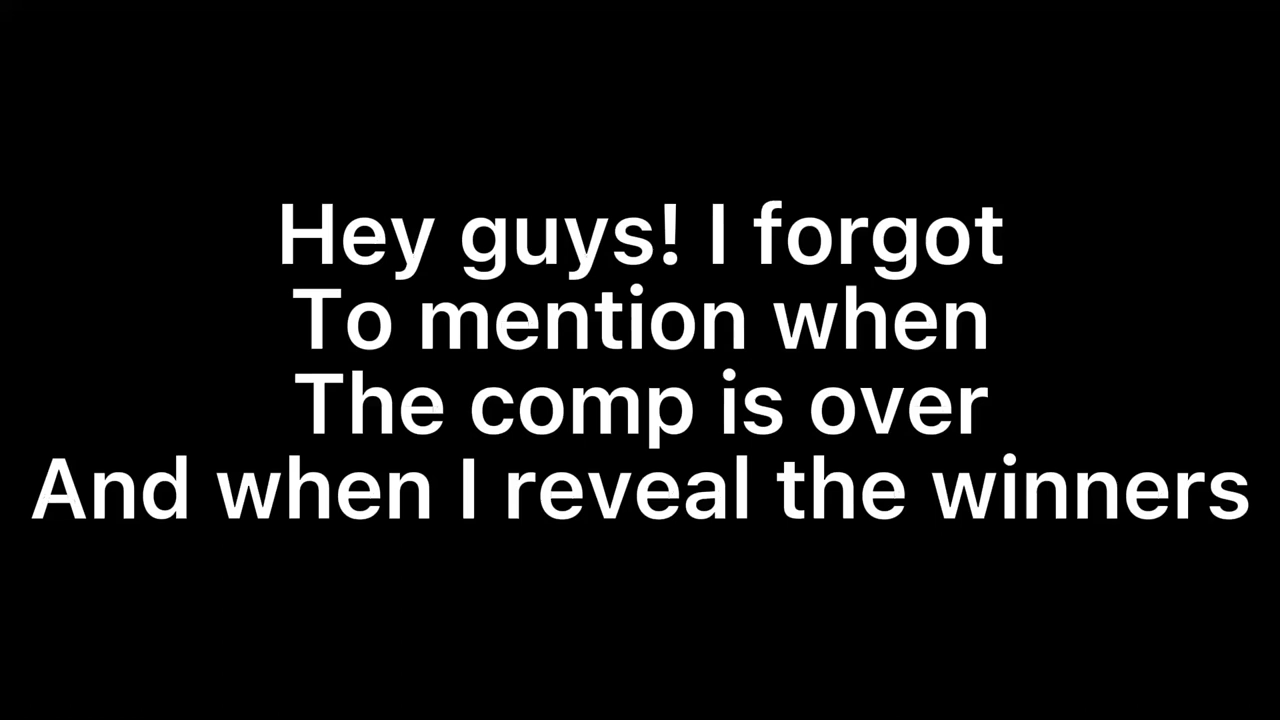 Hey guys! I forgot
To mention when
The comp is over
And when I reveal the winners